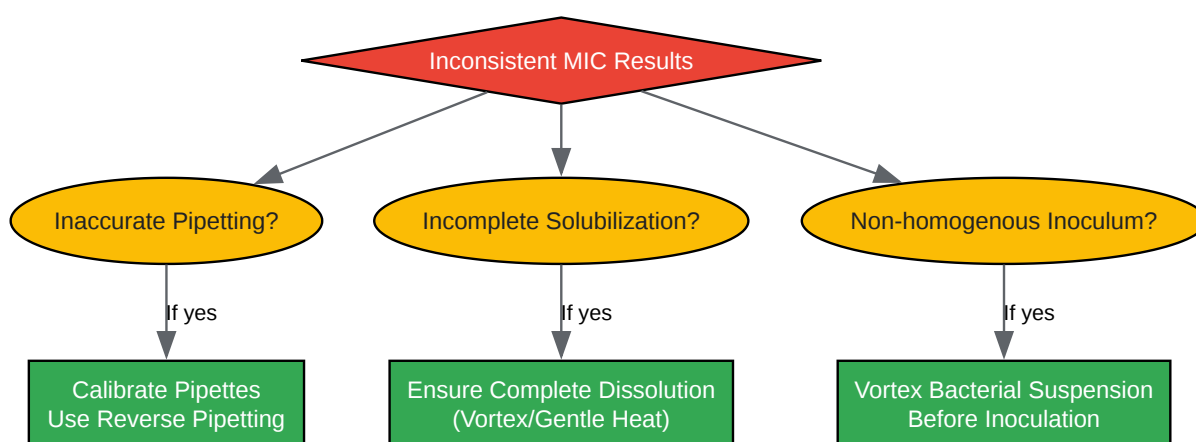 Inconsistent MIC Results
Inaccurate Pipetting?
Incomplete Solubilization?
Non-homogenous Inoculum?
If yes
If yes
If yes
Calibrate Pipettes
Use Reverse Pipetting
Ensure Complete Dissolution
(Vortex/Gentle Heat)
Vortex Bacterial Suspension
Before Inoculation